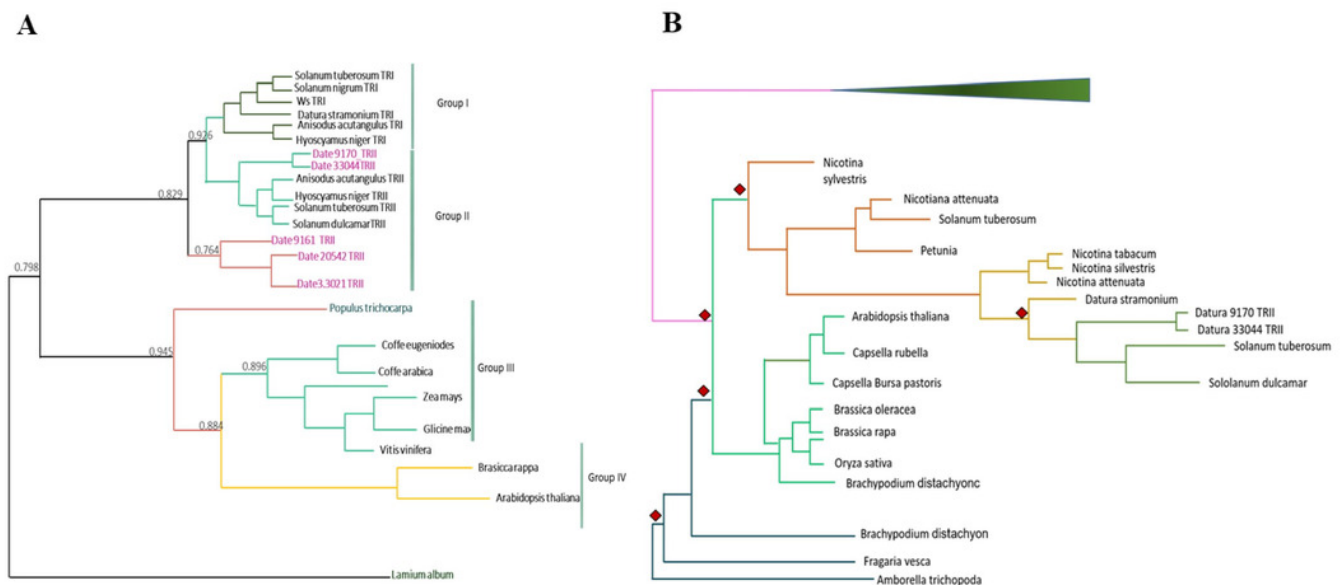 A
B
Solanum tuberosum TRI
Solanum nigrum TRI
Ws TRI
Datura stramonium TRI
Anisodus acutangulus TRI
Hyoscyamus niger TRI
Group I
0.926
Date 9170 TRII
Date 33044TRII
Anisodus acutangulus TRII
Hyoscyamus niger TRII
Solanum tuberosum TRII
Solanum dulcamarTRII
Group II
0.829
Date 9161 TRII
0.764
Date 20542 TRII
Date3.3021 TRIII
0.798
Populus trichocarpa
0.945
Coffe eugeniodes
0.896
Coffe arabica
Group III
Zea mays
Glicine max
0.884
Vitis vinifera
Brasicca rappa
Group IV
Arabidopsis thaliana
Lamium album
Nicotina
sylvestris
Nicotiana attenuata
Solanum tuberosum
Petunia
Nicotina tabacum
Nicotina silvestris
Nicotina attenuata
Datura stramonium
Datura 9170 TRII
Datura 33044 TRII
Solanum tuberosum
Sololanum dulcamar
Arabidopsis thaliana
Capsella rubella
Capsella Bursa pastoris
Brassica oleracea
Brassica rapa
Oryza sativa
Brachypodium distachyonc
Brachypodium distachyon
Fragaria vesca
Amborella trichopoda